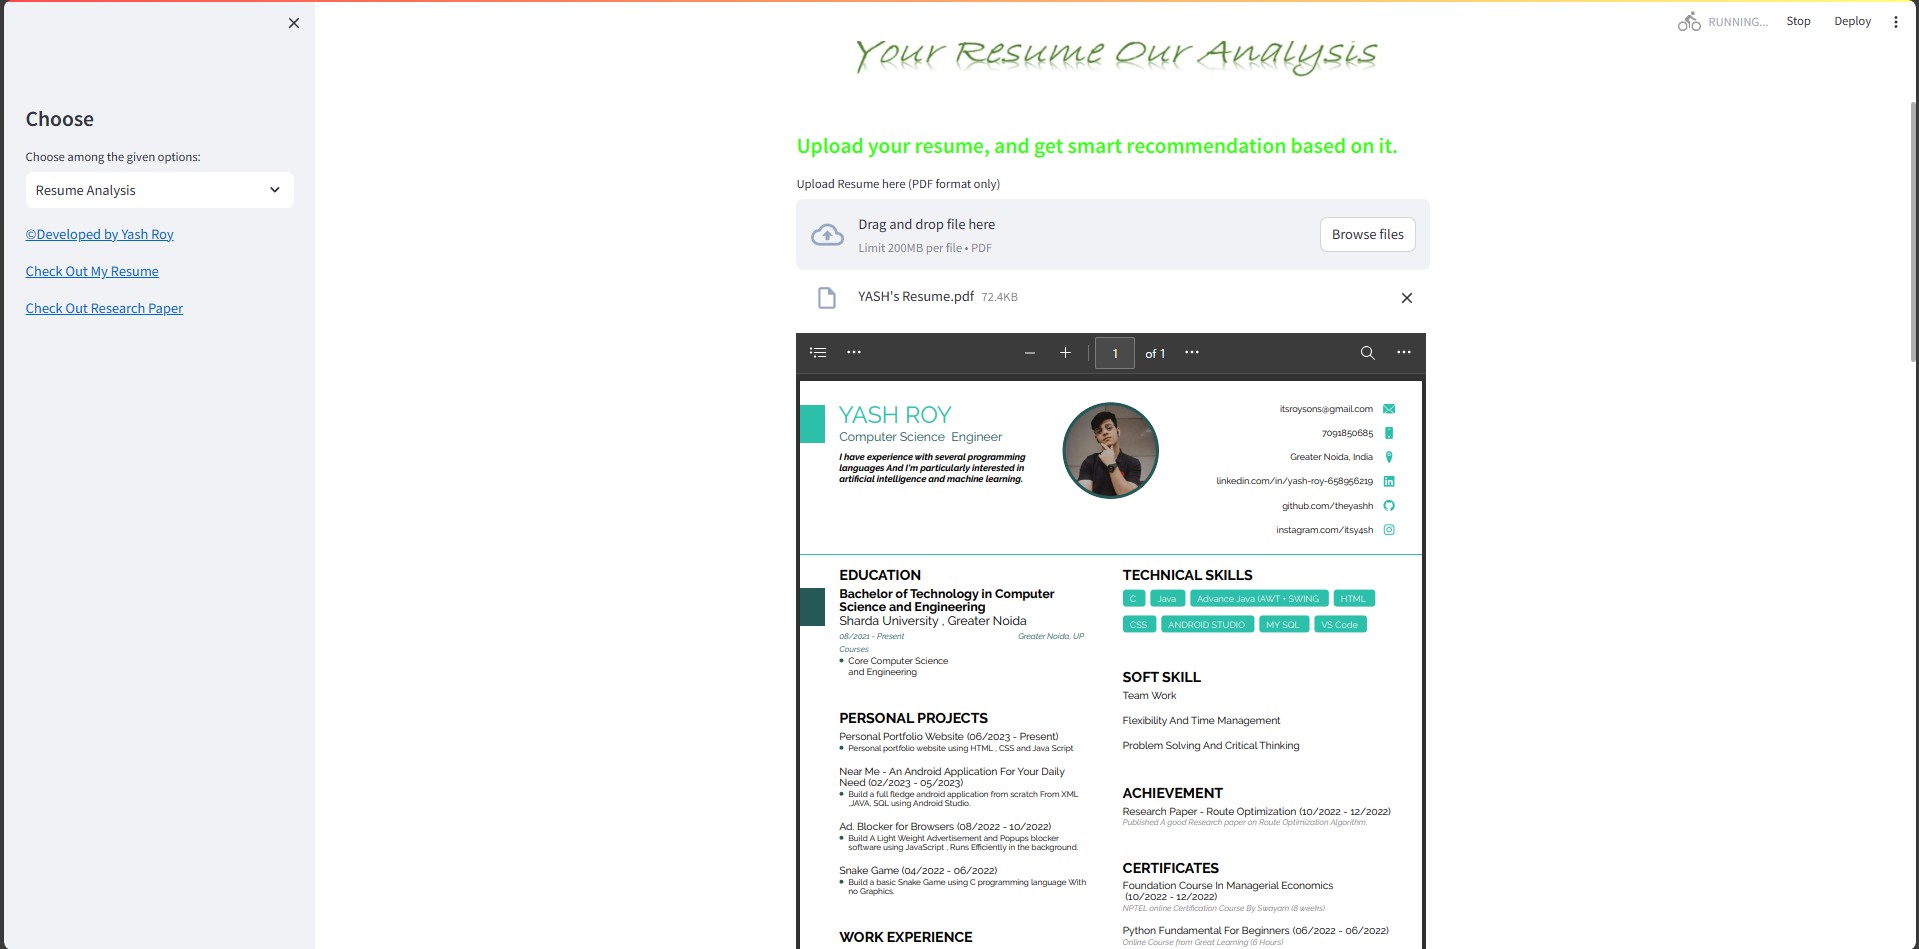 RUNNING...
Stop
Deploy
Your Resume Our Analysis
Choose
Choose among the given options:
Resume Analysis
©Developed by Yash Roy
Check Out My Resume
Check Out Research Paper
Upload your resume, and get smart recommendation based on it.
Upload Resume here (PDF format only)
Drag and drop file here
Limit 200MB per file • PDF
Browse files
YASH's Resume.pdf 72.4KB
1 of 1
YASH ROY
Computer Science Engineer
I have experience with several programming
languages And I'm particularly interested in
artificial intelligence and machine learning.
itsroysons@gmail.com
7091850685
Greater Noida, India
linkedin.com/in/yash-roy-658956219
github.com/theyashh
instagram.com/itsy4sh
EDUCATION
Bachelor of Technology in Computer
Science and Engineering
Sharda University , Greater Noida
08/2021 - Present
Greater Noida, UP
Courses
Core Computer Science
and Engineering
PERSONAL PROJECTS
Personal Portfolio Website (06/2023 - Present)
Personal portfolio website using HTML , CSS and Java Script
Near Me - An Android Application For Your Daily
Need (02/2023 - 05/2023)
Build a full fledge android application from scratch From XML
,JAVA, SQL using Android Studio.
Ad. Blocker for Browsers (08/2022 - 10/2022)
Build A Light Weight Advertisement and Popups blocker
software using JavaScript , Runs Efficiently in the background.
Snake Game (04/2022 - 06/2022)
Build a basic Snake Game using C programming language With
no Graphics.
WORK EXPERIENCE
TECHNICAL SKILLS
C
Java
Advance Java (AWT + SWING
HTML
CSS
ANDROID STUDIO
MY SQL
VS Code
SOFT SKILL
Team Work
Flexibility And Time Management
Problem Solving And Critical Thinking
ACHIEVEMENT
Research Paper - Route Optimization (10/2022 - 12/2022)
Published A good Research paper on Route Optimization Algorithm.
CERTIFICATES
Foundation Course In Managerial Economics
(10/2022 - 12/2022)
NPTEL online Certification Course By Swayam (8 weeks)
Python Fundamental For Beginners (06/2022 - 06/2022)
Online Course from Great Learning (6 Hours)